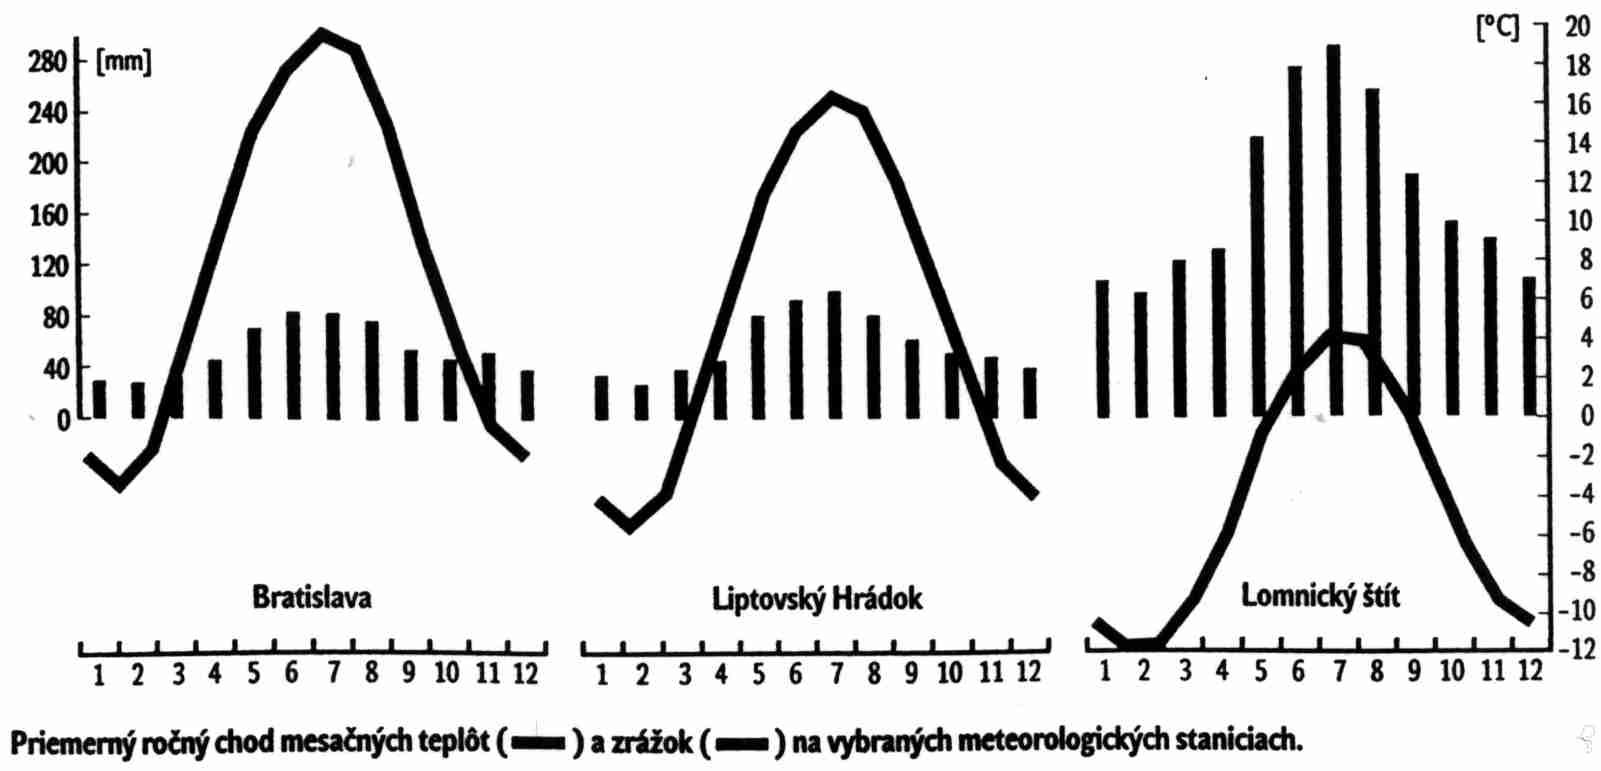 [mm]
280
240
200
160
120
80
40
0
[°C]
20
18
16
14
12
10
8
6
4
2
0
-2
-4
-6
-8
-10
-12
Bratislava
Liptovský Hrádok
Lomnický štít
1 2 3 4 5 6 7 8 9 10 11 12
1 2 3 4 5 6 7 8 9 10 11 12
1 2 3 4 5 6 7 8 9 10 11 12
Priemerný ročný chod mesačných teplôt ( ) a zrážok ( ) na vybraných meteorologických staniciach.